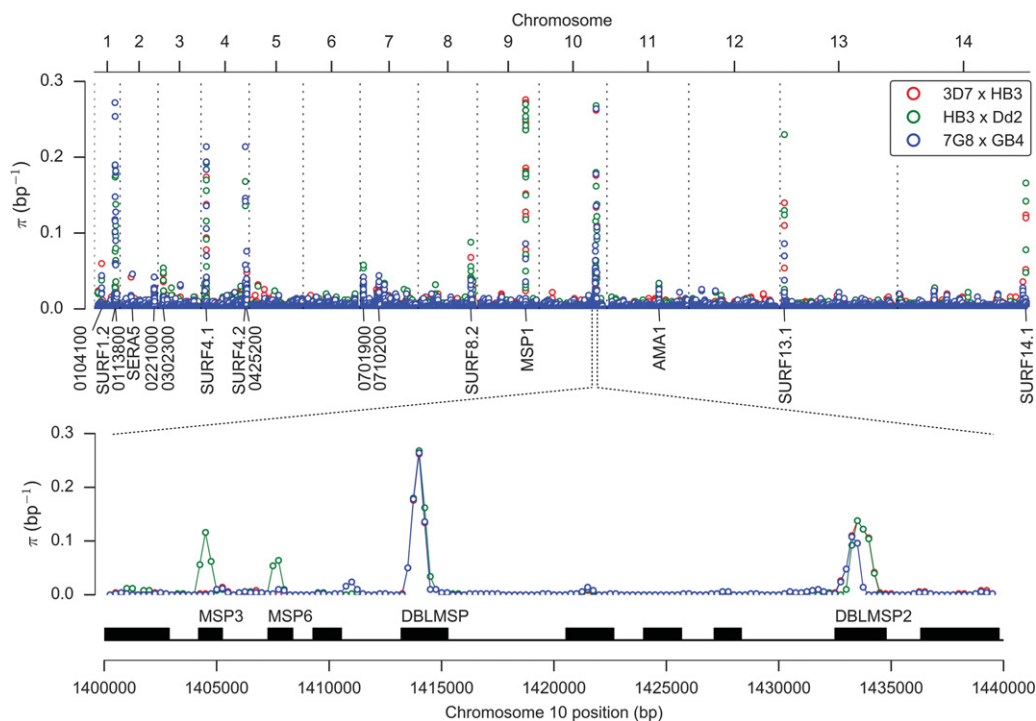 Chromosome
1 2 3 4 5 6 7 8 9 10 11 12 13 14
0.3
0.2
0.1
0.0
π (bp⁻¹)
3D7 x HB3
HB3 x Dd2
7G8 x GB4
0104100
SURF1.2
0113800
SERA5
0221000
0302300
SURF4.1
SURF4.2
0425200
0701900
0710200
SURF8.2
MSP1
AMA1
SURF13.1
SURF14.1
0.3
0.2
0.1
0.0
π (bp⁻¹)
MSP3 MSP6 DBLMSP DBLMSP2
1400000 1405000 1410000 1415000 1420000 1425000 1430000 1435000 1440000
Chromosome 10 position (bp)